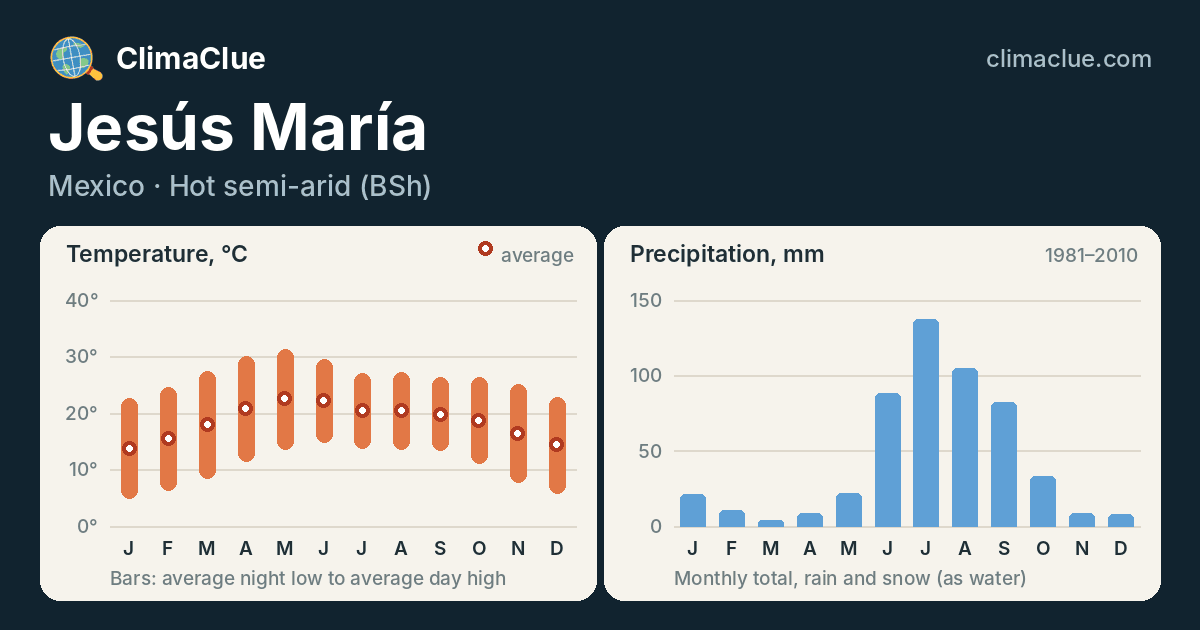 ClimaClue
climaclue.com
Jesús María
Mexico · Hot semi-arid (BSh)
Temperature, °C
average
40°
30°
20°
10°
0°
J F M A M J J A S O N D
Bars: average night low to average day high
Precipitation, mm
1981–2010
150
100
50
0
J F M A M J J A S O N D
Monthly total, rain and snow (as water)